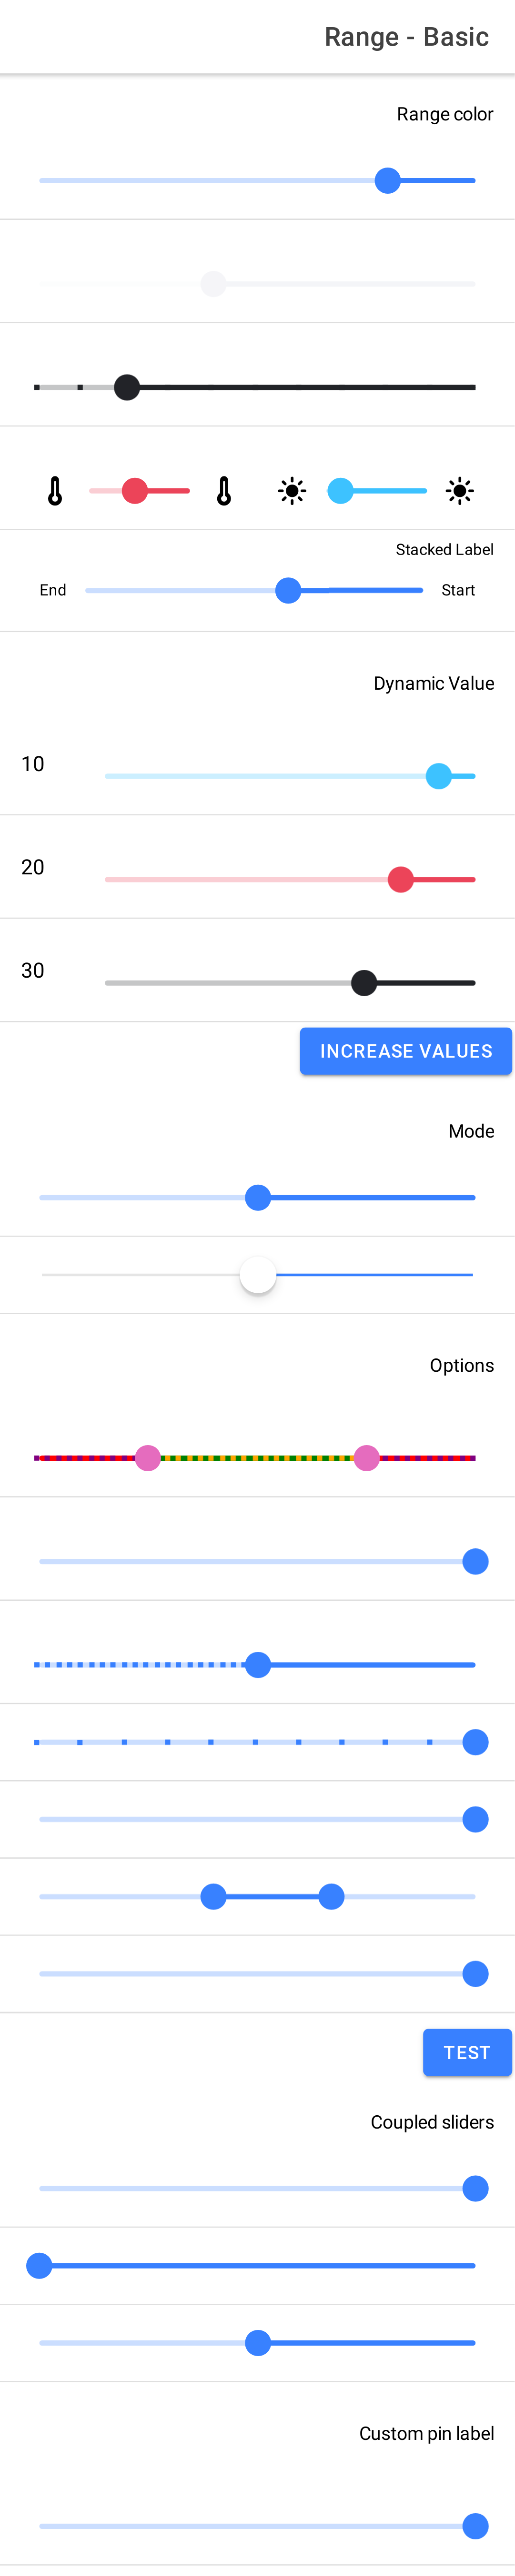 Range - Basic
Range color
Stacked Label
End
Start
Dynamic Value
10
20
30
INCREASE VALUES
Mode
Options
TEST
Coupled sliders
Custom pin label